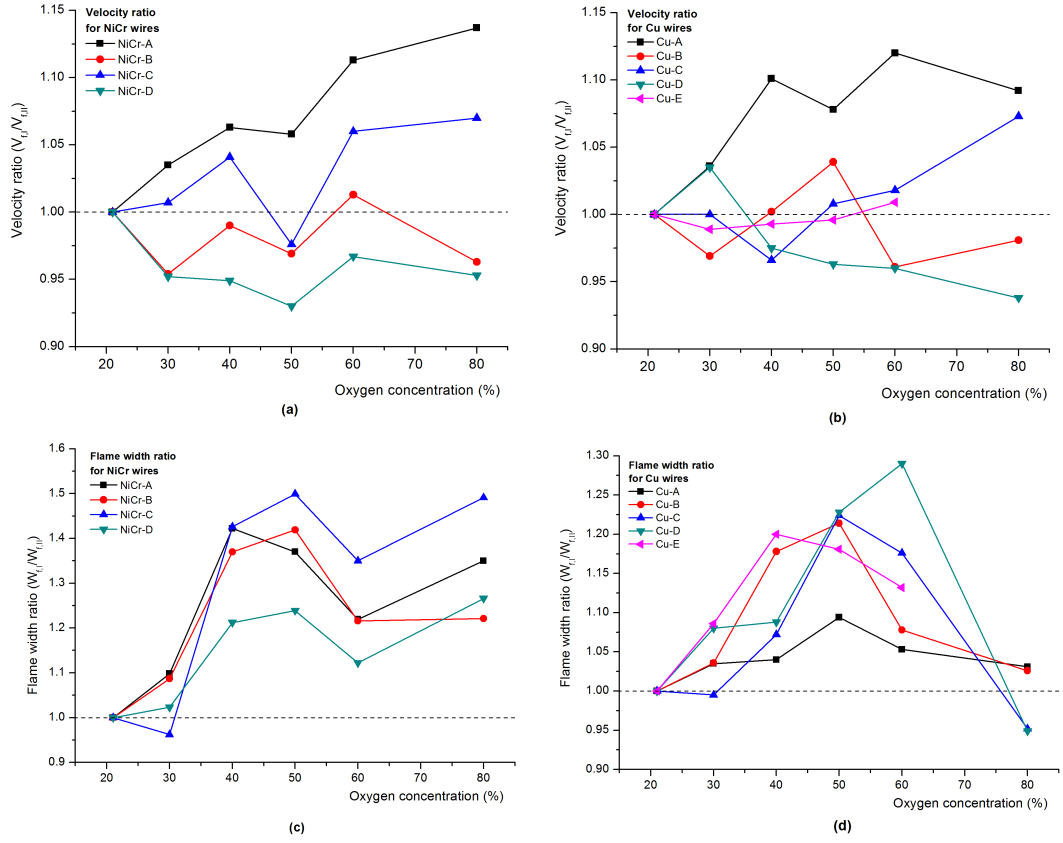 Velocity ratio
for NiCr wires
NiCr-A
NiCr-B
NiCr-C
NiCr-D
1.15
1.10
1.05
1.00
0.95
0.90
Velocity ratio (Vf,I/Vf,II)
20 30 40 50 60 70 80
Oxygen concentration (%)
(a)
Velocity ratio
for Cu wires
Cu-A
Cu-B
Cu-C
Cu-D
Cu-E
1.15
1.10
1.05
1.00
0.95
0.90
Velocity ratio (Vf,I/Vf,II)
20 30 40 50 60 70 80
Oxygen concentration (%)
(b)
Flame width ratio
for NiCr wires
NiCr-A
NiCr-B
NiCr-C
NiCr-D
1.6
1.5
1.4
1.3
1.2
1.1
1.0
0.9
Flame width ratio (Wf,I/Wf,II)
20 30 40 50 60 70 80
Oxygen concentration (%)
(c)
Flame width ratio
for Cu wires
Cu-A
Cu-B
Cu-C
Cu-D
Cu-E
1.30
1.25
1.20
1.15
1.10
1.05
1.00
0.95
0.90
Flame width ratio (Wf,I/Wf,II)
20 30 40 50 60 70 80
Oxygen concentration (%)
(d)